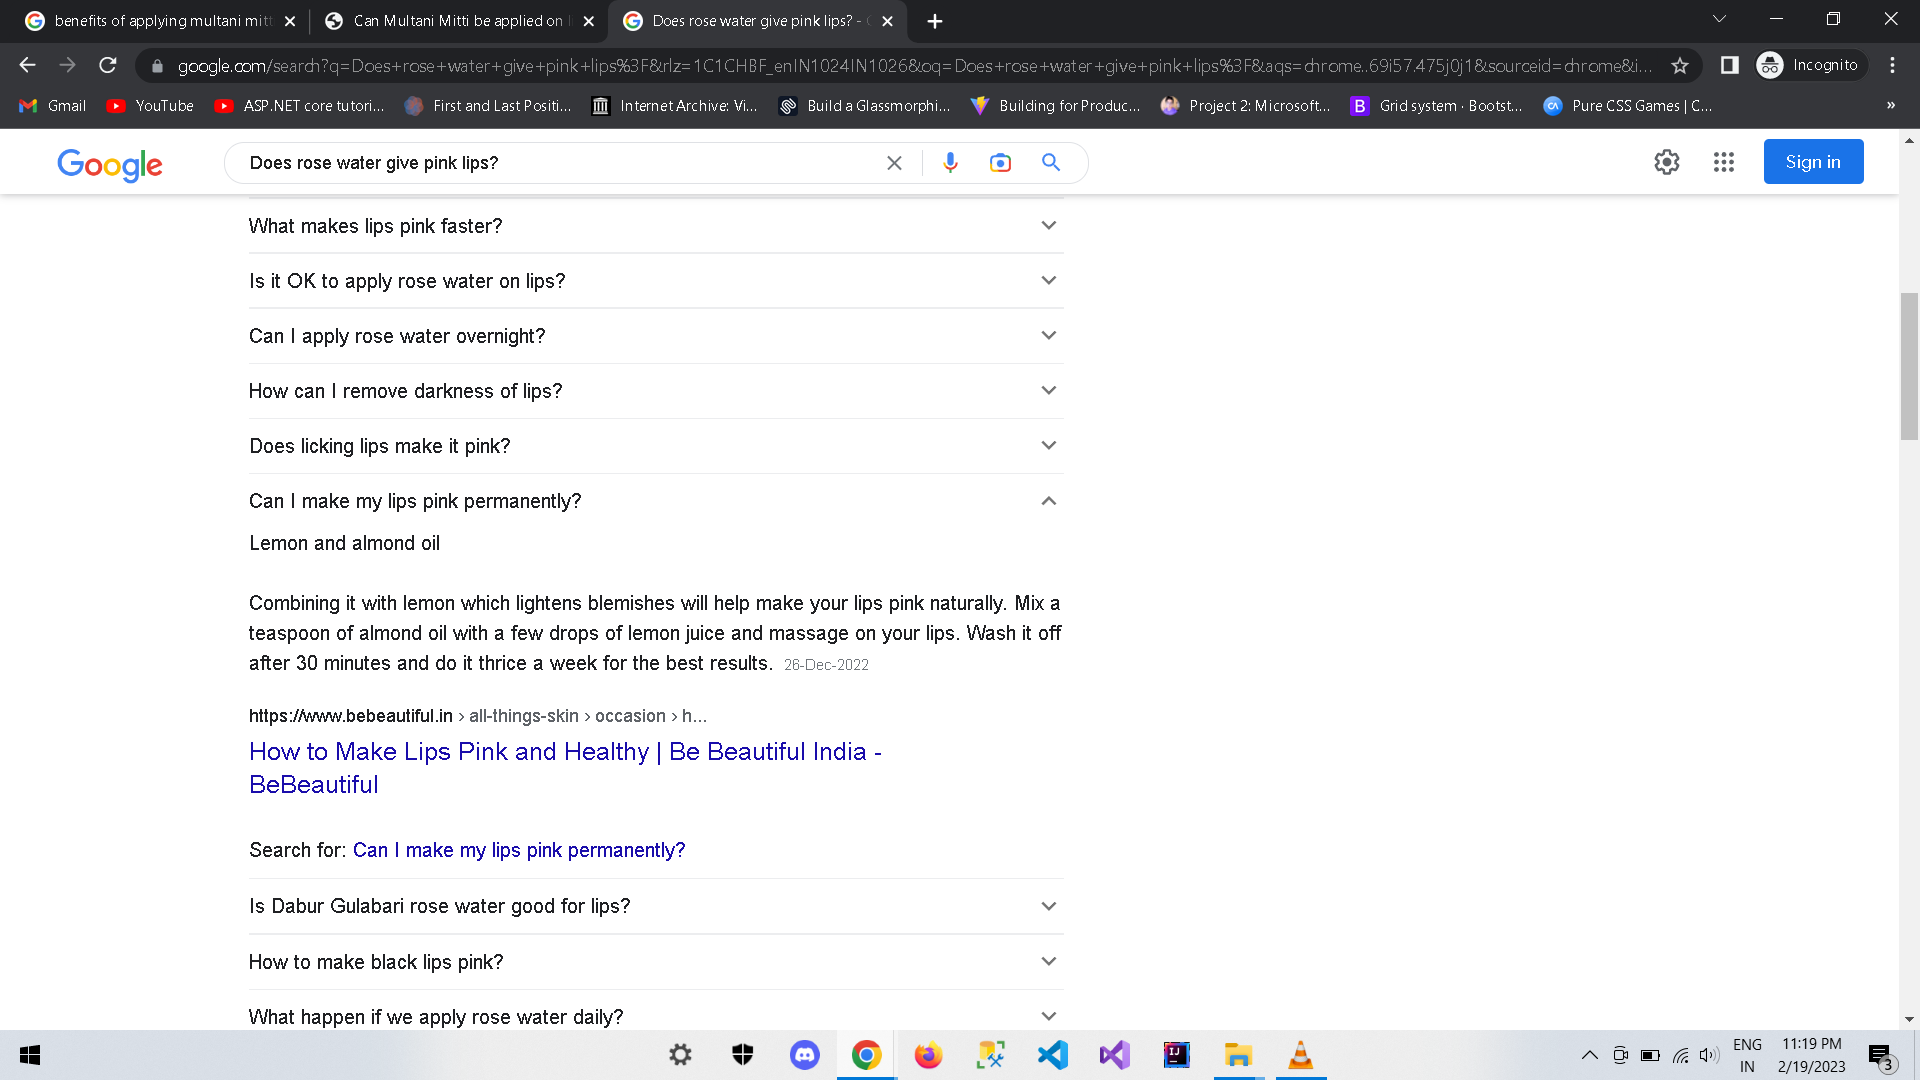 benefits of applying multani mitt
Can Multani Mitti be applied on l
Does rose water give pink lips? - G
google.com/search?q=Does+rose+water+give+pink+lips%3F&rlz=1C1CHBF_enIN1024IN1026&oq=Does+rose+water+give+pink+lips%3F&aqs=chrome..69i57.475j0j1&sourceid=chrome&i...
Incognito
Gmail
YouTube
ASP.NET core tutori...
First and Last Positi...
Internet Archive: Vi...
Build a Glassmorphi...
Building for Produc...
Project 2: Microsoft...
Grid system · Bootst...
Pure CSS Games | C...
»
Google
Does rose water give pink lips?
Sign in
What makes lips pink faster?
Is it OK to apply rose water on lips?
Can I apply rose water overnight?
How can I remove darkness of lips?
Does licking lips make it pink?
Can I make my lips pink permanently?
Lemon and almond oil
Combining it with lemon which lightens blemishes will help make your lips pink naturally. Mix a
teaspoon of almond oil with a few drops of lemon juice and massage on your lips. Wash it off
after 30 minutes and do it thrice a week for the best results. 26-Dec-2022
https://www.bebeautiful.in › all-things-skin › occasion › h...
How to Make Lips Pink and Healthy | Be Beautiful India -
BeBeautiful
Search for: Can I make my lips pink permanently?
Is Dabur Gulabari rose water good for lips?
How to make black lips pink?
What happen if we apply rose water daily?
ENG
IN
11:19 PM
2/19/2023
3